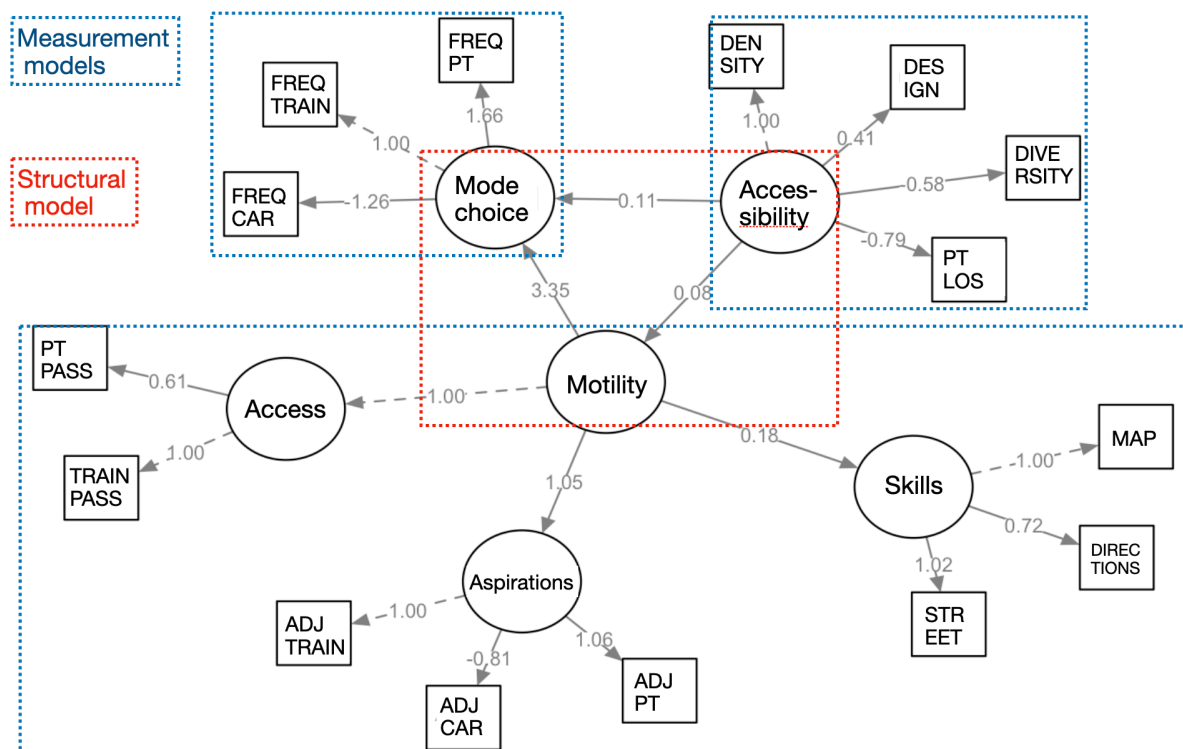 Measurement
models
Structural
model
FREQ
PT
FREQ
TRAIN
FREQ
CAR
1.66
1.00
-1.26
Mode
choice
DEN
SITY
DES
IGN
DIVE
RSITY
PT
LOS
1.00
0.41
-0.58
-0.79
Acces-
sibility
0.11
3.35
0.08
Motility
PT
PASS
0.61
Access
1.00
1.00
TRAIN
PASS
0.18
Skills
1.00
MAP
0.72
DIREC
TIONS
1.02
STR
EET
1.05
Aspirations
1.00
ADJ
TRAIN
-0.81
ADJ
CAR
1.06
ADJ
PT